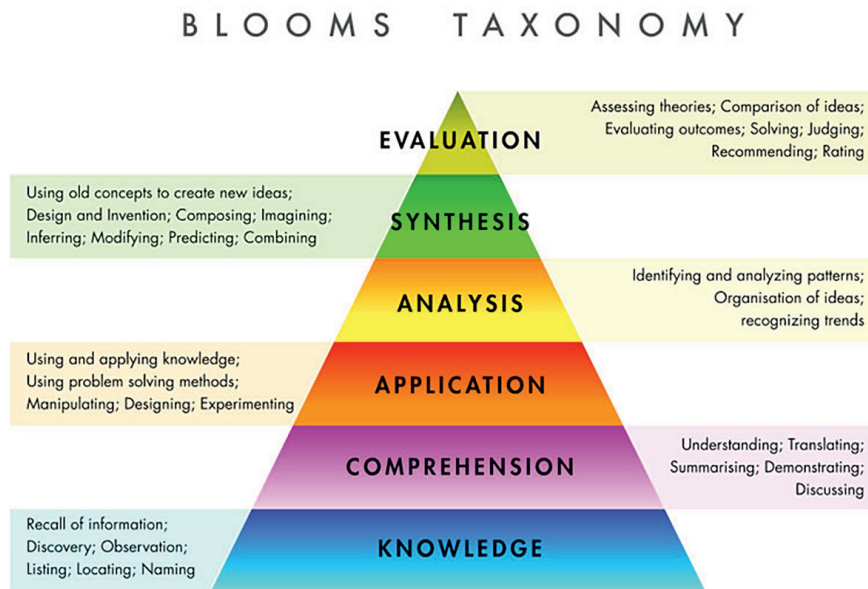 BLOOMS TAXONOMY
EVALUATION
Assessing theories; Comparison of ideas;
Evaluating outcomes; Solving; Judging;
Recommending; Rating
Using old concepts to create new ideas;
Design and Invention; Composing; Imagining;
Inferring; Modifying; Predicting; Combining
SYNTHESIS
ANALYSIS
Identifying and analyzing patterns;
Organisation of ideas;
recognizing trends
Using and applying knowledge;
Using problem solving methods;
Manipulating; Designing; Experimenting
APPLICATION
COMPREHENSION
Understanding; Translating;
Summarising; Demonstrating;
Discussing
Recall of information;
Discovery; Observation;
Listing; Locating; Naming
KNOWLEDGE